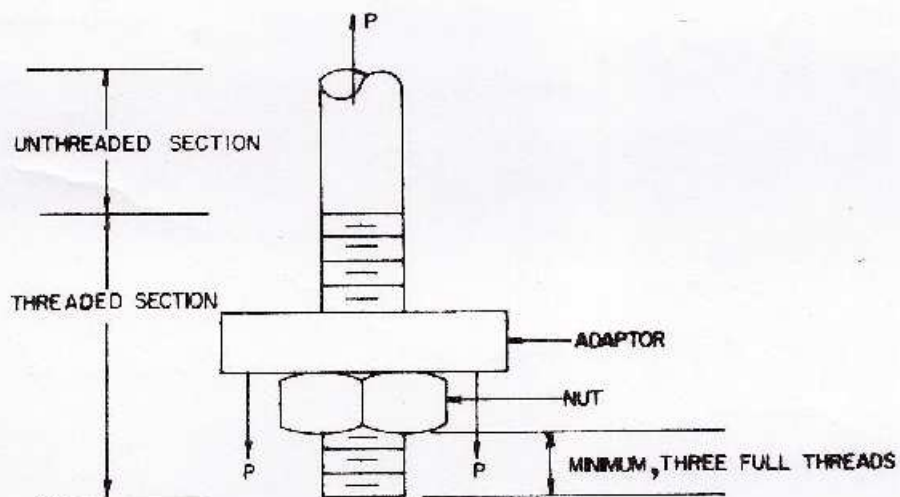 P
UNTHREADED SECTION
THREADED SECTION
ADAPTOR
NUT
P
P
MINIMUM, THREE FULL THREADS